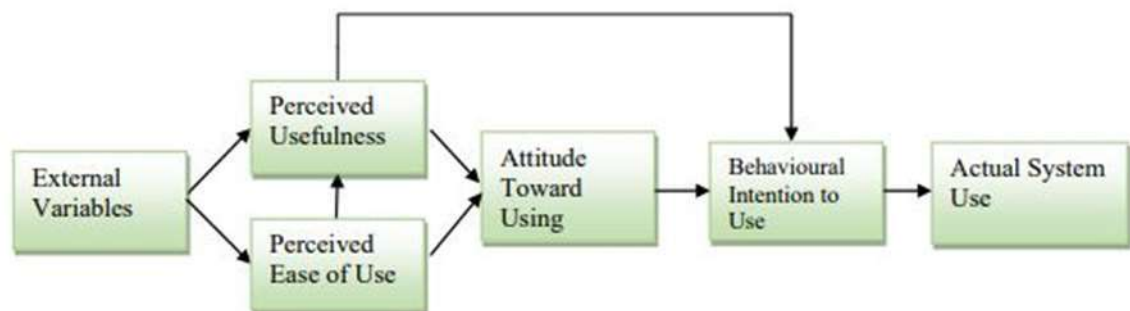 External
Variables
Perceived
Usefulness
Perceived
Ease of Use
Attitude
Toward
Using
Behavioural
Intention to
Use
Actual System
Use